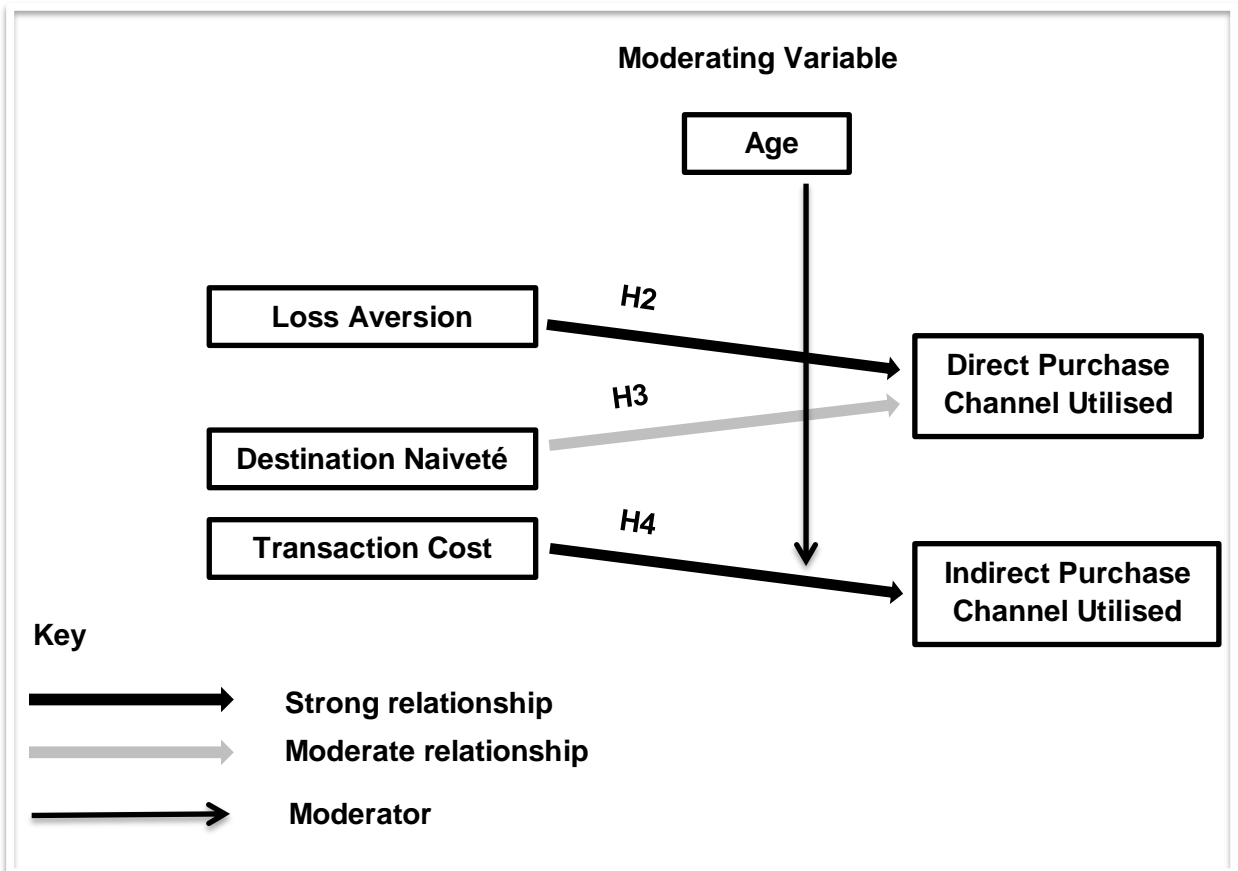 Moderating Variable
Age
H2
Loss Aversion
Direct Purchase
Channel Utilised
H3
Destination Naiveté
H4
Transaction Cost
Indirect Purchase
Channel Utilised
Key
Strong relationship
Moderate relationship
Moderator